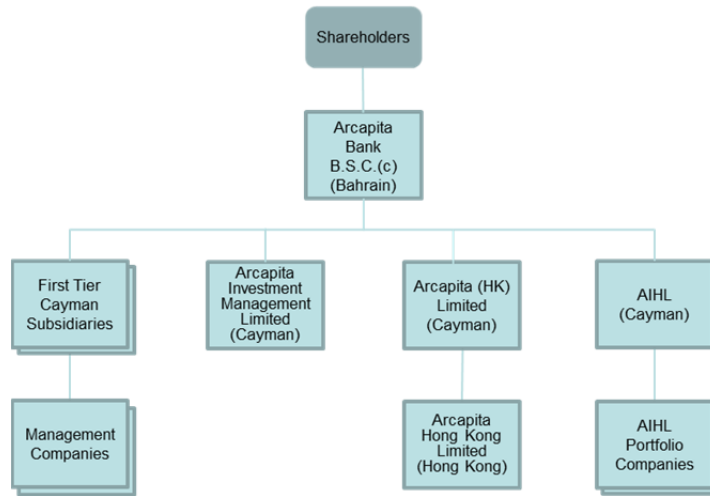 Shareholders
Arcapita
Bank
B.S.C.(c)
(Bahrain)
First Tier
Cayman
Subsidiaries
Arcapita
Investment
Management
Limited
(Cayman)
Arcapita (HK)
Limited
(Cayman)
AIHL
(Cayman)
Management
Companies
Arcapita
Hong Kong
Limited
(Hong Kong)
AIHL
Portfolio
Companies